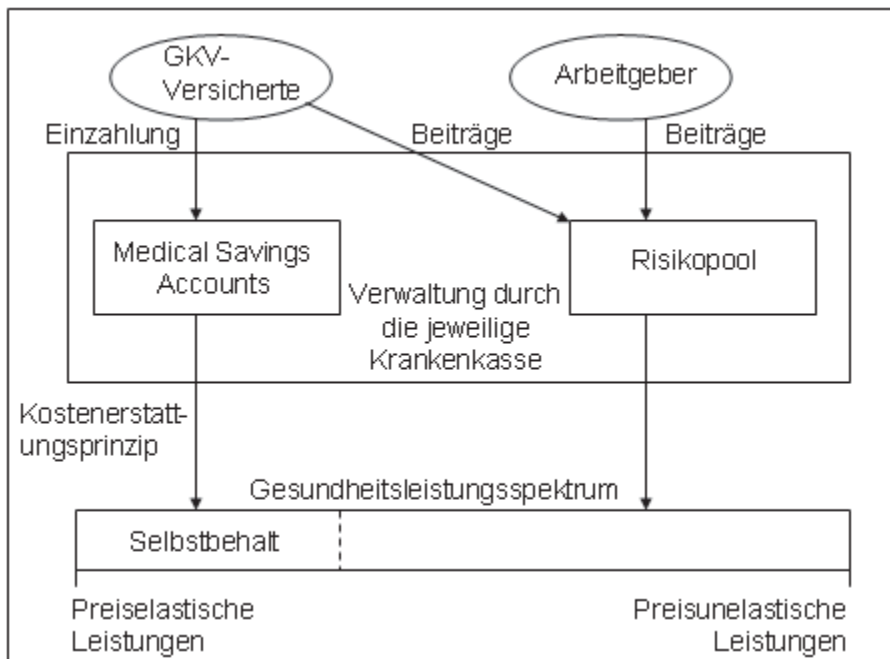 GKV-
Versicherte
Arbeitgeber
Einzahlung
Beiträge
Beiträge
Medical Savings
Accounts
Risikopool
Verwaltung durch
die jeweilige
Krankenkasse
Kostenerstatt-
ungsprinzip
Gesundheitsleistungsspektrum
Selbstbehalt
Preiselastische
Leistungen
Preisunelastische
Leistungen